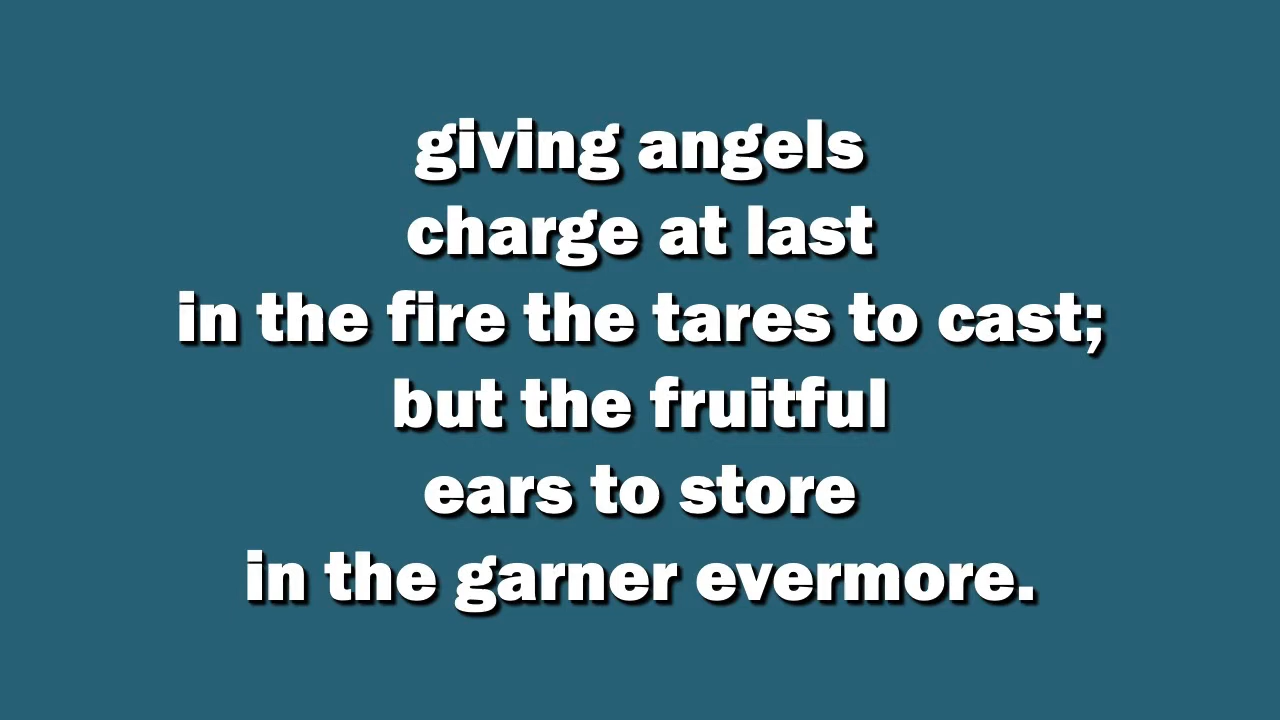 giving angels
charge at last
in the fire the tares to cast;
but the fruitful
ears to store
in the garner evermore.